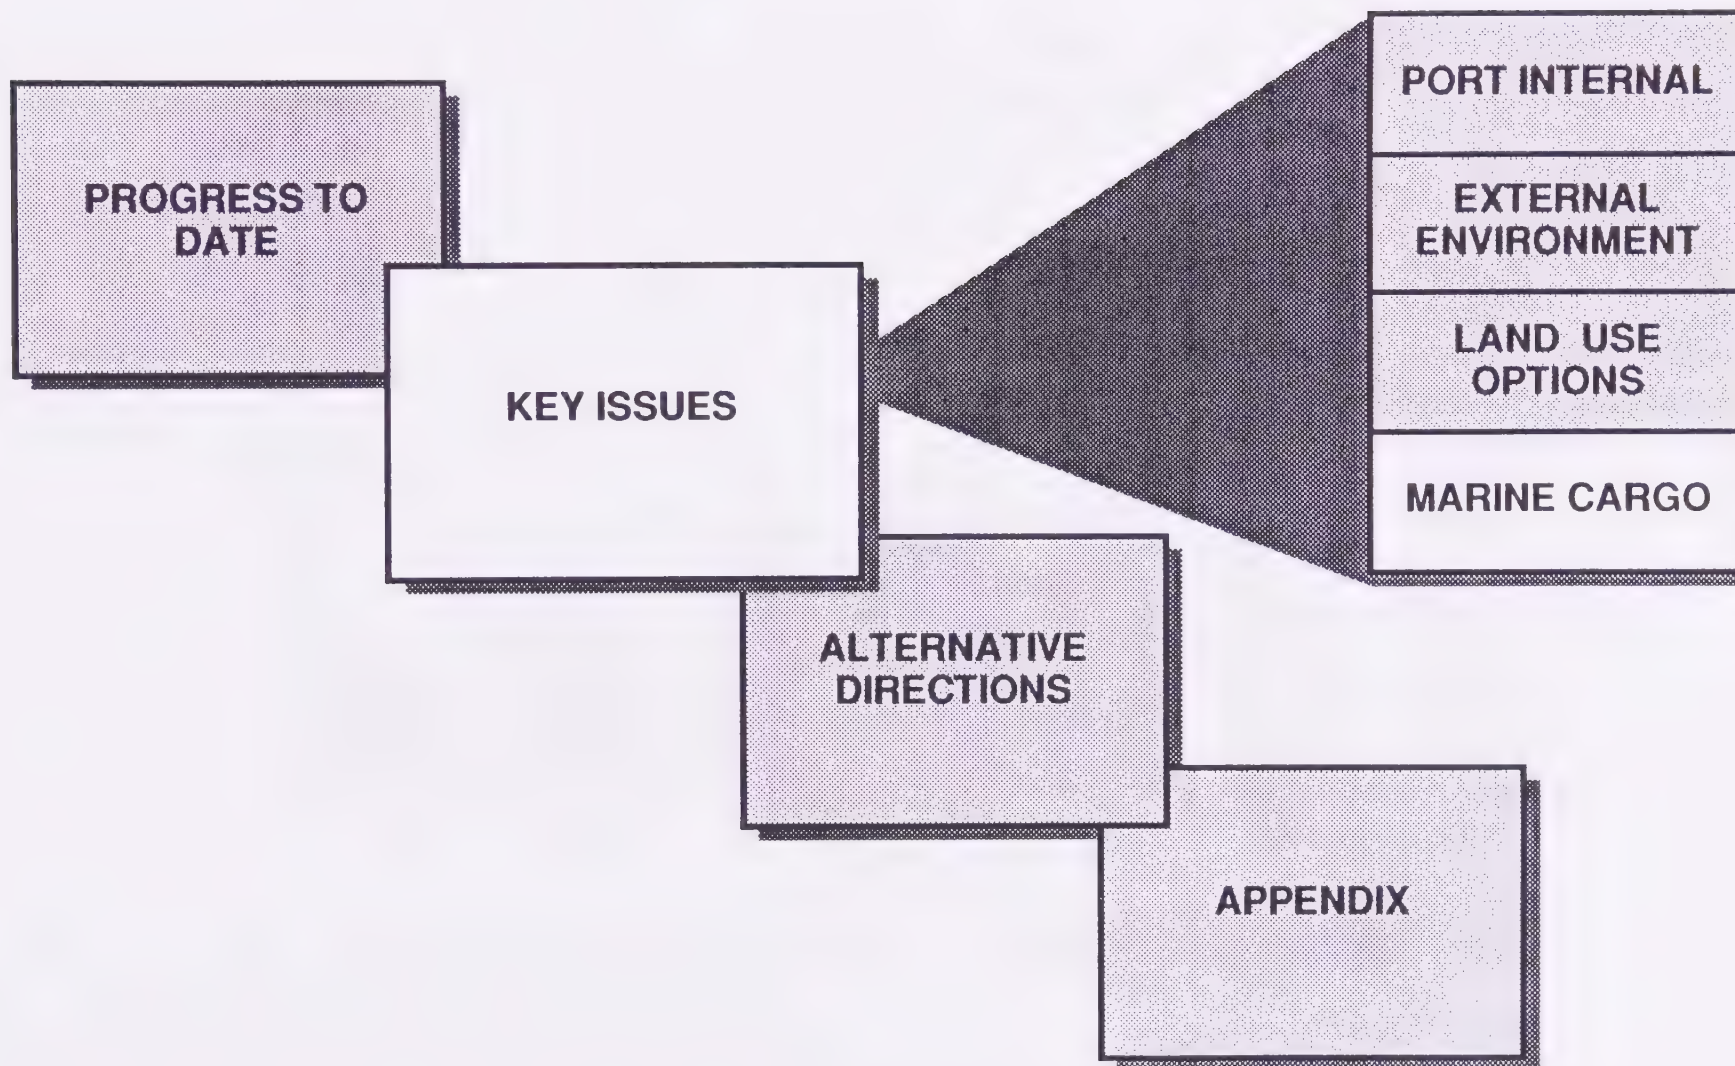 PROGRESS TO
DATE
KEY ISSUES
ALTERNATIVE
DIRECTIONS
APPENDIX
PORT INTERNAL
EXTERNAL
ENVIRONMENT
LAND USE
OPTIONS
MARINE CARGO